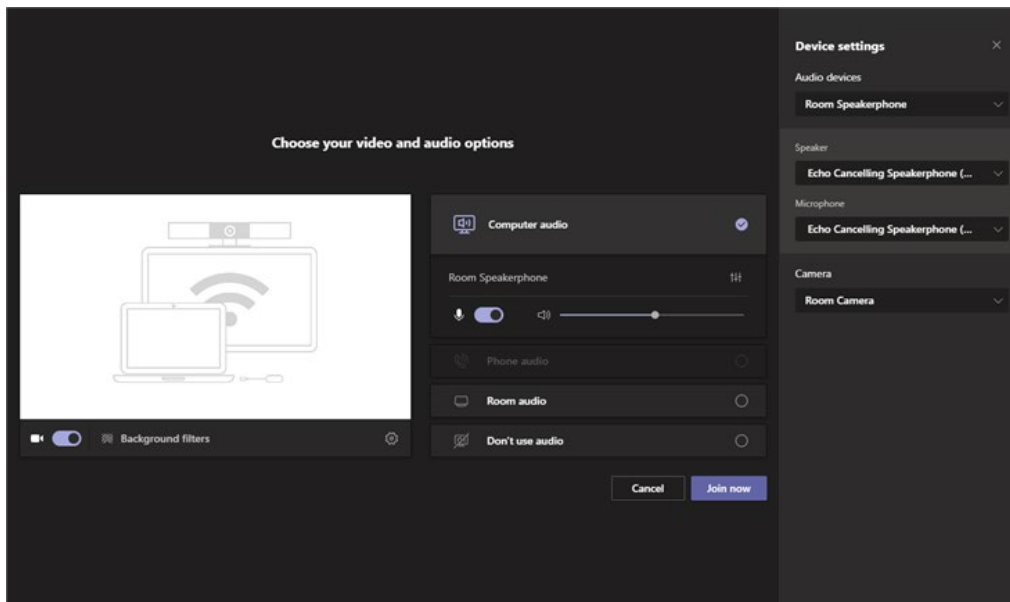 Device settings
Audio devices
Room Speakerphone
Choose your video and audio options
Speaker
Echo Cancelling Speakerphone (...
Microphone
Echo Cancelling Speakerphone (...
Computer audio
Room Speakerphone
Camera
Room Camera
Phone audio
Room audio
Background filters
Don't use audio
Cancel
Join now